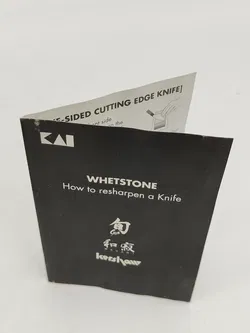 -SIDED CUTTING EDGE KNIFE]
KAI
WHETSTONE
How to resharpen a Knife
旬
和寂
kershaw